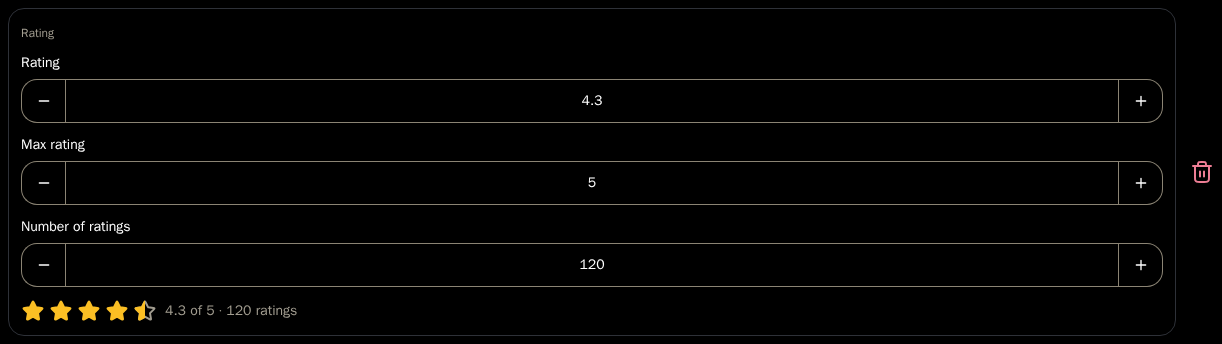 Rating
Rating
− 4.3 +
Max rating
− 5 +
Number of ratings
− 120 +
4.3 of 5 · 120 ratings